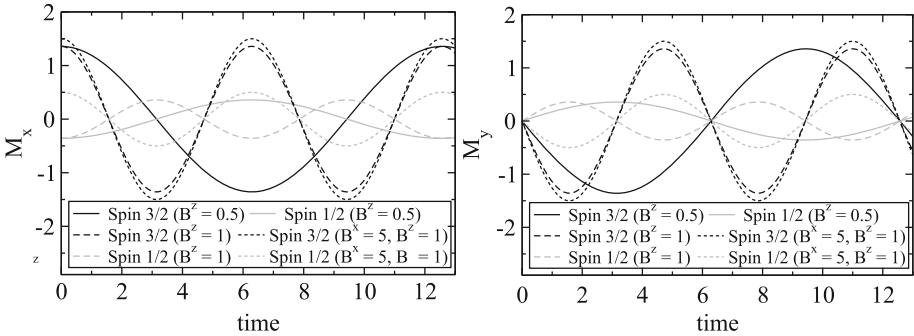 2
1
0
-1
-2
M_x
Spin 3/2 (B^z = 0.5)
Spin 1/2 (B^z = 0.5)
Spin 3/2 (B^z = 1)
Spin 3/2 (B^x = 5, B^z = 1)
Spin 1/2 (B^z = 1)
Spin 1/2 (B^x = 5, B = 1)
z
0 2 4 6 8 10 12
time
2
1
0
-1
-2
M_y
Spin 3/2 (B^z = 0.5)
Spin 1/2 (B^z = 0.5)
Spin 3/2 (B^z = 1)
Spin 3/2 (B^x = 5, B^z = 1)
Spin 1/2 (B^z = 1)
Spin 1/2 (B^x = 5, B^z = 1)
0 2 4 6 8 10 12
time